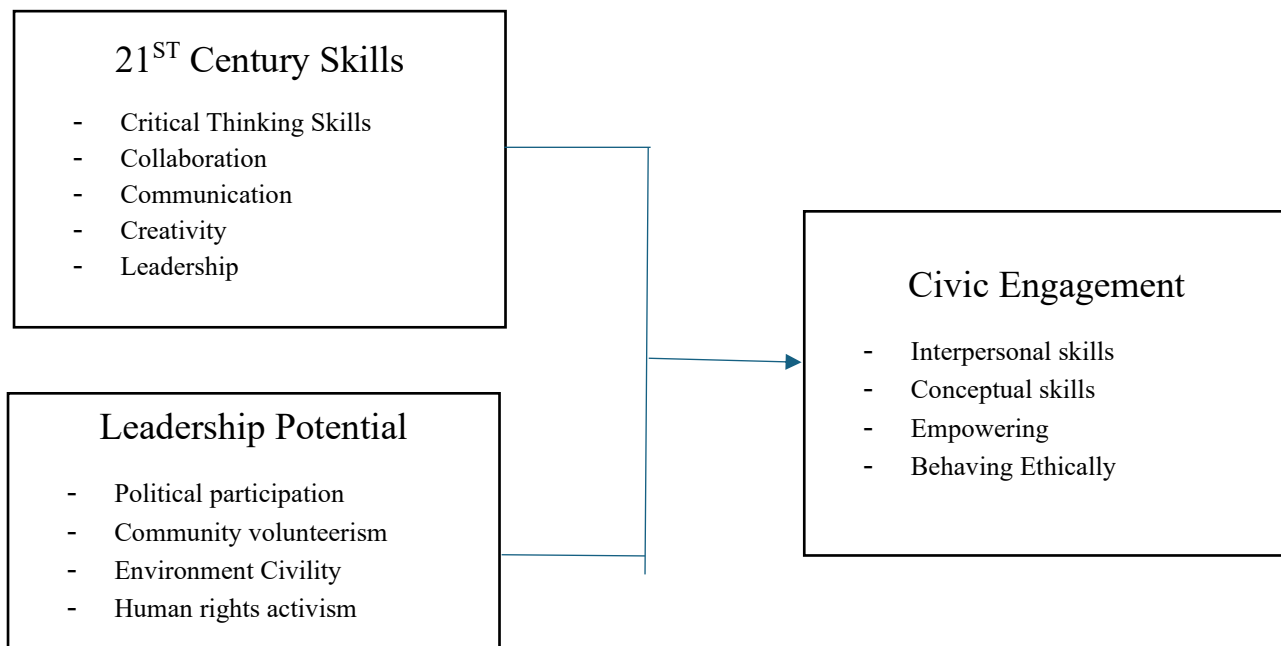 21ST Century Skills
- Critical Thinking Skills
- Collaboration
- Communication
- Creativity
- Leadership
Leadership Potential
- Political participation
- Community volunteerism
- Environment Civility
- Human rights activism
Civic Engagement
- Interpersonal skills
- Conceptual skills
- Empowering
- Behaving Ethically